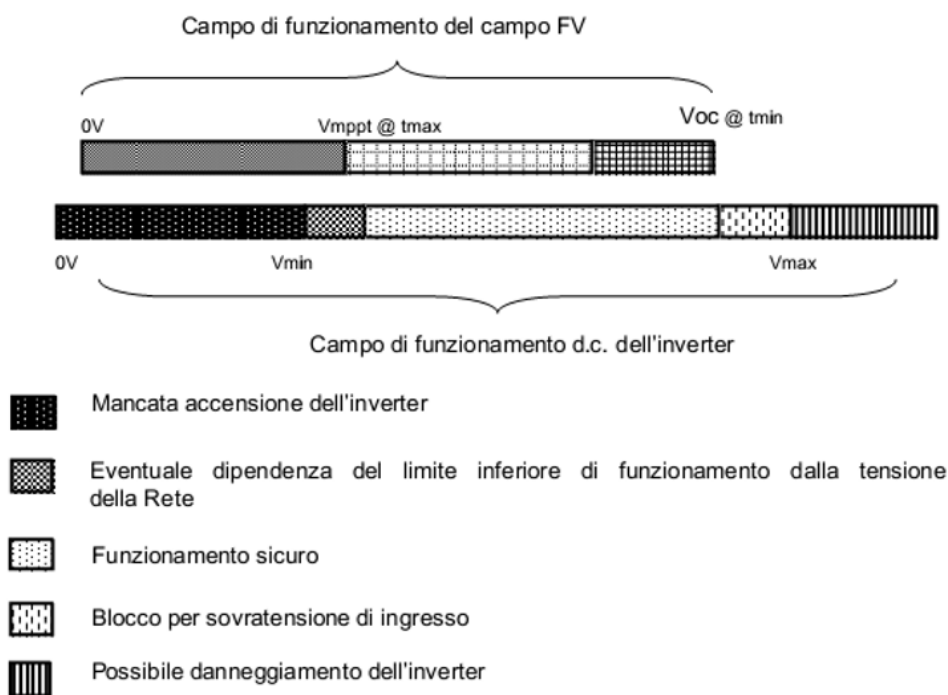 Campo di funzionamento del campo FV
0V Vmppt @ tmax Voc @ tmin
0V Vmin Vmax
Campo di funzionamento d.c. dell'inverter
Mancata accensione dell'inverter
Eventuale dipendenza del limite inferiore di funzionamento dalla tensione
della Rete
Funzionamento sicuro
Blocco per sovratensione di ingresso
Possibile danneggiamento dell'inverter